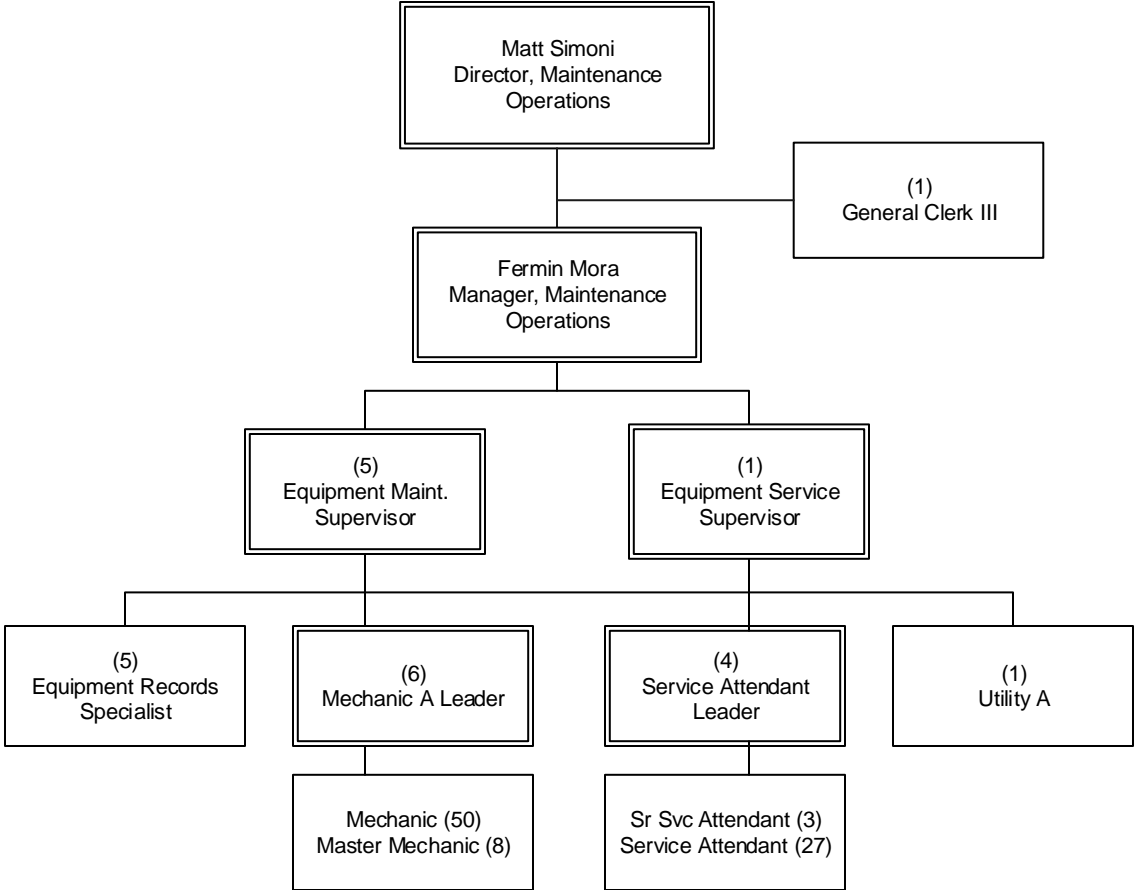 Matt Simoni
Director, Maintenance
Operations
(1)
General Clerk III
Fermin Mora
Manager, Maintenance
Operations
(5)
Equipment Maint.
Supervisor
(1)
Equipment Service
Supervisor
(5)
Equipment Records
Specialist
(6)
Mechanic A Leader
(4)
Service Attendant
Leader
(1)
Utility A
Mechanic (50)
Master Mechanic (8)
Sr Svc Attendant (3)
Service Attendant (27)